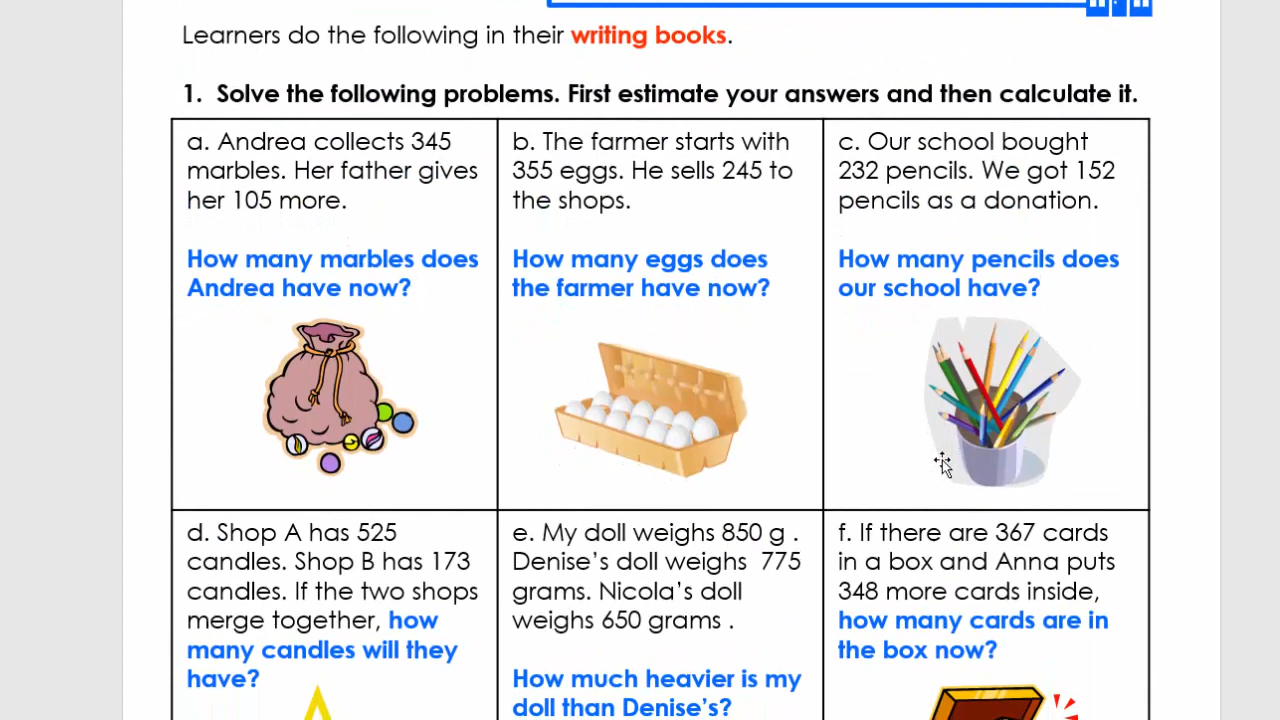 Learners do the following in their writing books.
1. Solve the following problems. First estimate your answers and then calculate it.
a. Andrea collects 345
marbles. Her father gives
her 105 more.
How many marbles does
Andrea have now?
b. The farmer starts with
355 eggs. He sells 245 to
the shops.
How many eggs does
the farmer have now?
c. Our school bought
232 pencils. We got 152
pencils as a donation.
How many pencils does
our school have?
d. Shop A has 525
candles. Shop B has 173
candles. If the two shops
merge together, how
many candles will they
have?
e. My doll weighs 850 g .
Denise’s doll weighs 775
grams. Nicola’s doll
weighs 650 grams .
How much heavier is my
doll than Denise’s?
f. If there are 367 cards
in a box and Anna puts
348 more cards inside,
how many cards are in
the box now?